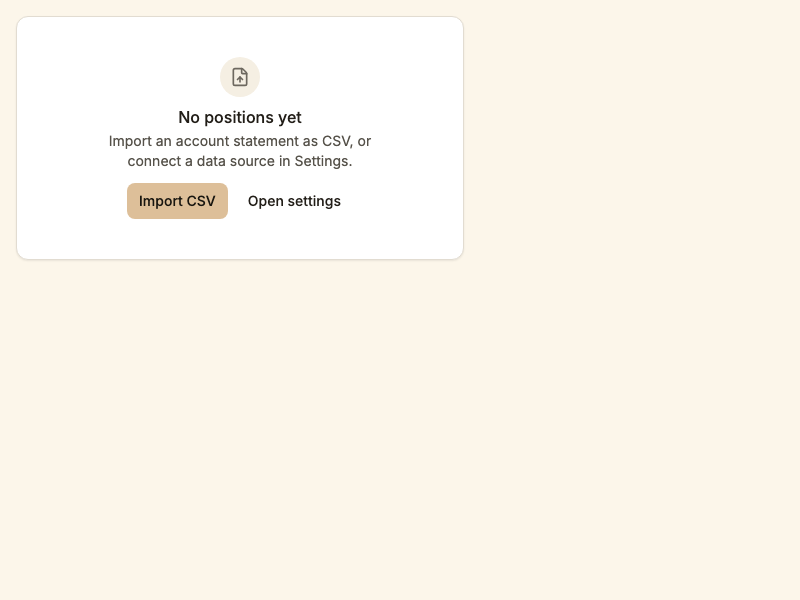 No positions yet
Import an account statement as CSV, or
connect a data source in Settings.
Import CSV
Open settings